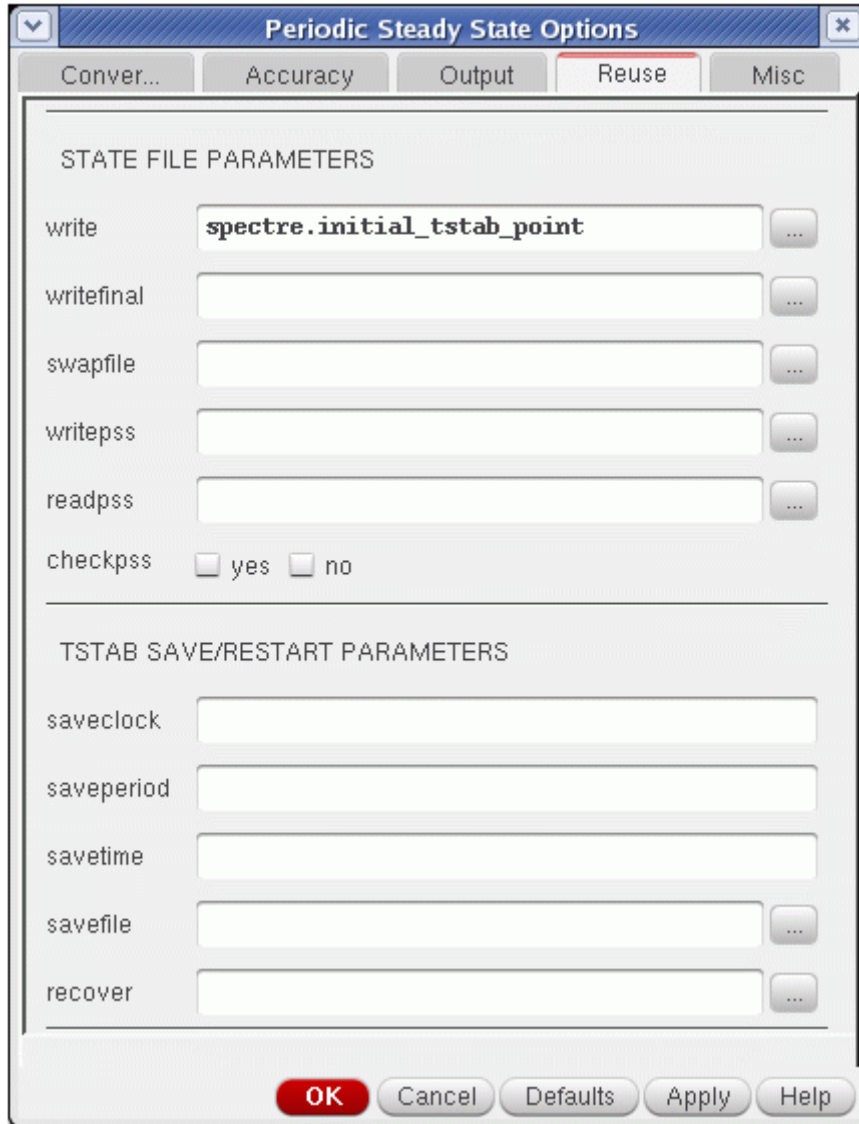 Periodic Steady State Options
Conver... Accuracy Output Reuse Misc
STATE FILE PARAMETERS
write spectre.initial_tstab_point ...
writefinal ...
swapfile ...
writepss ...
readpss ...
checkpss yes no
TSTAB SAVE/RESTART PARAMETERS
saveclock
saveperiod
savetime
savefile ...
recover ...
OK Cancel Defaults Apply Help